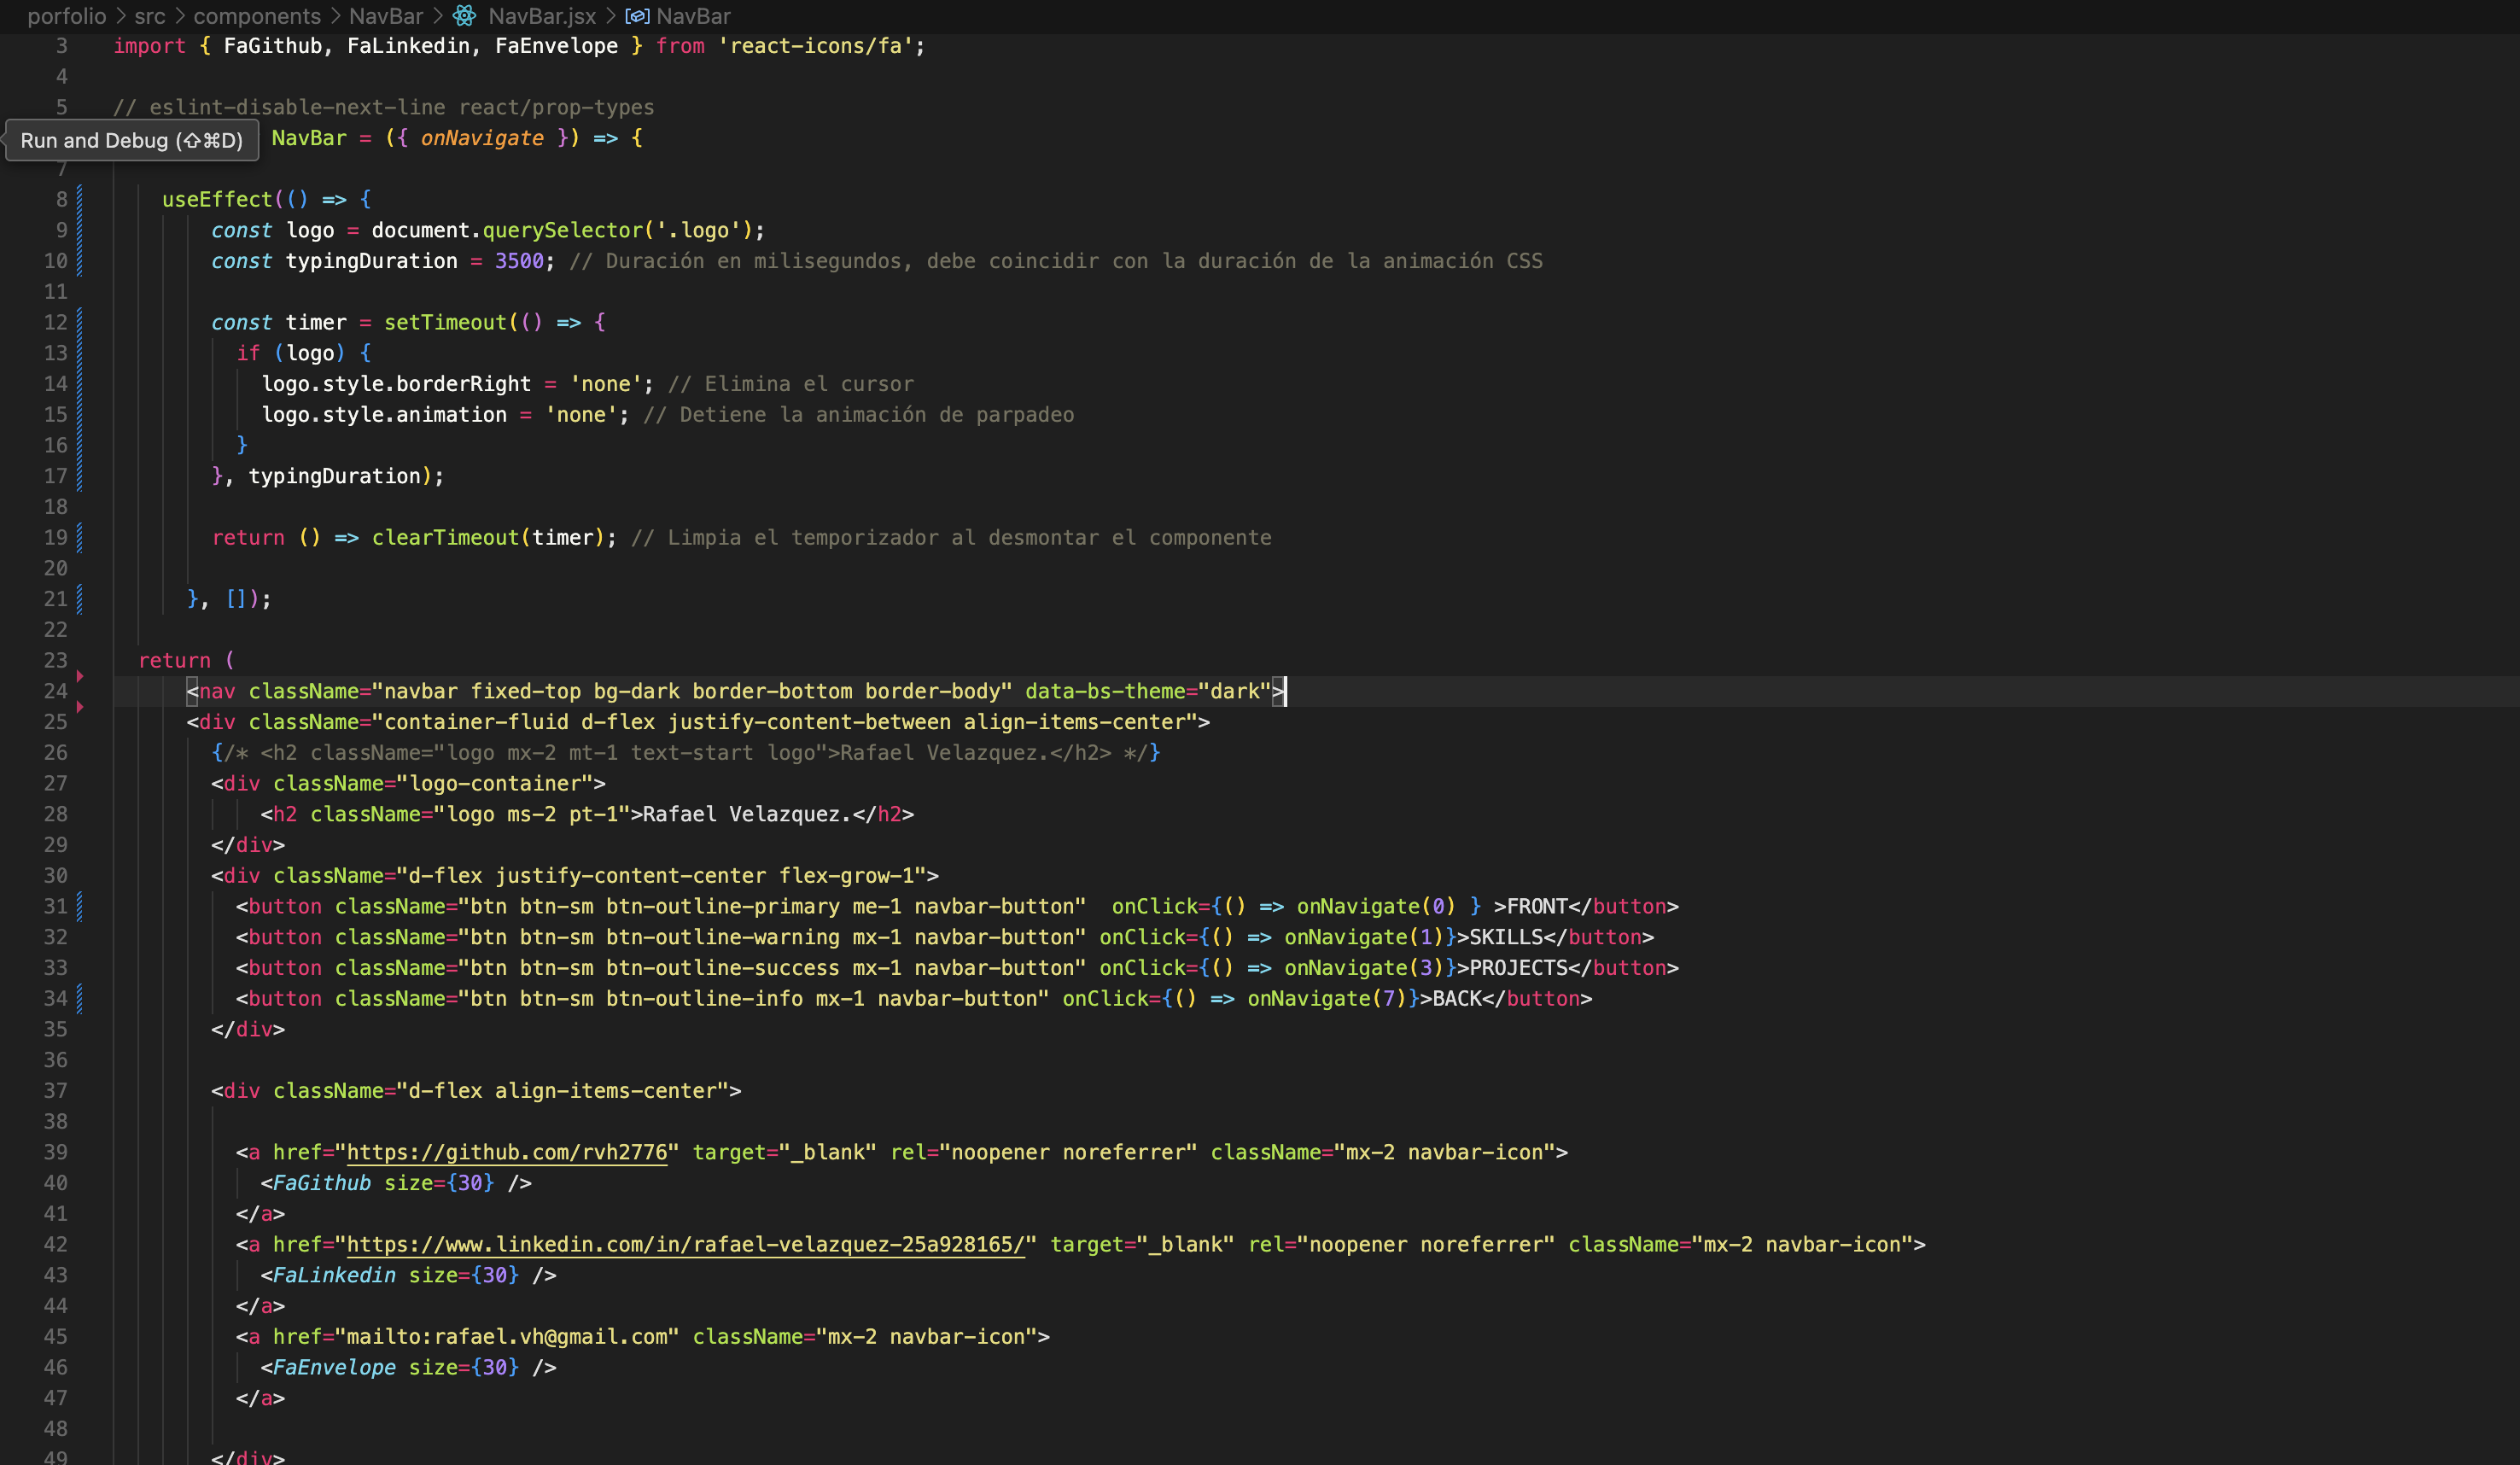 porfolio > src > components > NavBar > NavBar.jsx > NavBar
3 import { FaGithub, FaLinkedin, FaEnvelope } from 'react-icons/fa';
4
5 // eslint-disable-next-line react/prop-types
Run and Debug (⇧⌘D) NavBar = ({ onNavigate }) => {
7
8 useEffect(() => {
9 const logo = document.querySelector('.logo');
10 const typingDuration = 3500; // Duración en milisegundos, debe coincidir con la duración de la animación CSS
11
12 const timer = setTimeout(() => {
13 if (logo) {
14 logo.style.borderRight = 'none'; // Elimina el cursor
15 logo.style.animation = 'none'; // Detiene la animación de parpadeo
16 }
17 }, typingDuration);
18
19 return () => clearTimeout(timer); // Limpia el temporizador al desmontar el componente
20
21 }, []);
22
23 return (
24 <nav className="navbar fixed-top bg-dark border-bottom border-body" data-bs-theme="dark">
25 <div className="container-fluid d-flex justify-content-between align-items-center">
26 {/* <h2 className="logo mx-2 mt-1 text-start logo">Rafael Velazquez.</h2> */}
27 <div className="logo-container">
28 <h2 className="logo ms-2 pt-1">Rafael Velazquez.</h2>
29 </div>
30 <div className="d-flex justify-content-center flex-grow-1">
31 <button className="btn btn-sm btn-outline-primary me-1 navbar-button"  onClick={() => onNavigate(0) } >FRONT</button>
32 <button className="btn btn-sm btn-outline-warning mx-1 navbar-button" onClick={() => onNavigate(1)}>SKILLS</button>
33 <button className="btn btn-sm btn-outline-success mx-1 navbar-button" onClick={() => onNavigate(3)}>PROJECTS</button>
34 <button className="btn btn-sm btn-outline-info mx-1 navbar-button" onClick={() => onNavigate(7)}>BACK</button>
35 </div>
36
37 <div className="d-flex align-items-center">
38
39 <a href="https://github.com/rvh2776" target="_blank" rel="noopener noreferrer" className="mx-2 navbar-icon">
40 <FaGithub size={30} />
41 </a>
42 <a href="https://www.linkedin.com/in/rafael-velazquez-25a928165/" target="_blank" rel="noopener noreferrer" className="mx-2 navbar-icon">
43 <FaLinkedin size={30} />
44 </a>
45 <a href="mailto:rafael.vh@gmail.com" className="mx-2 navbar-icon">
46 <FaEnvelope size={30} />
47 </a>
48
49 </div>